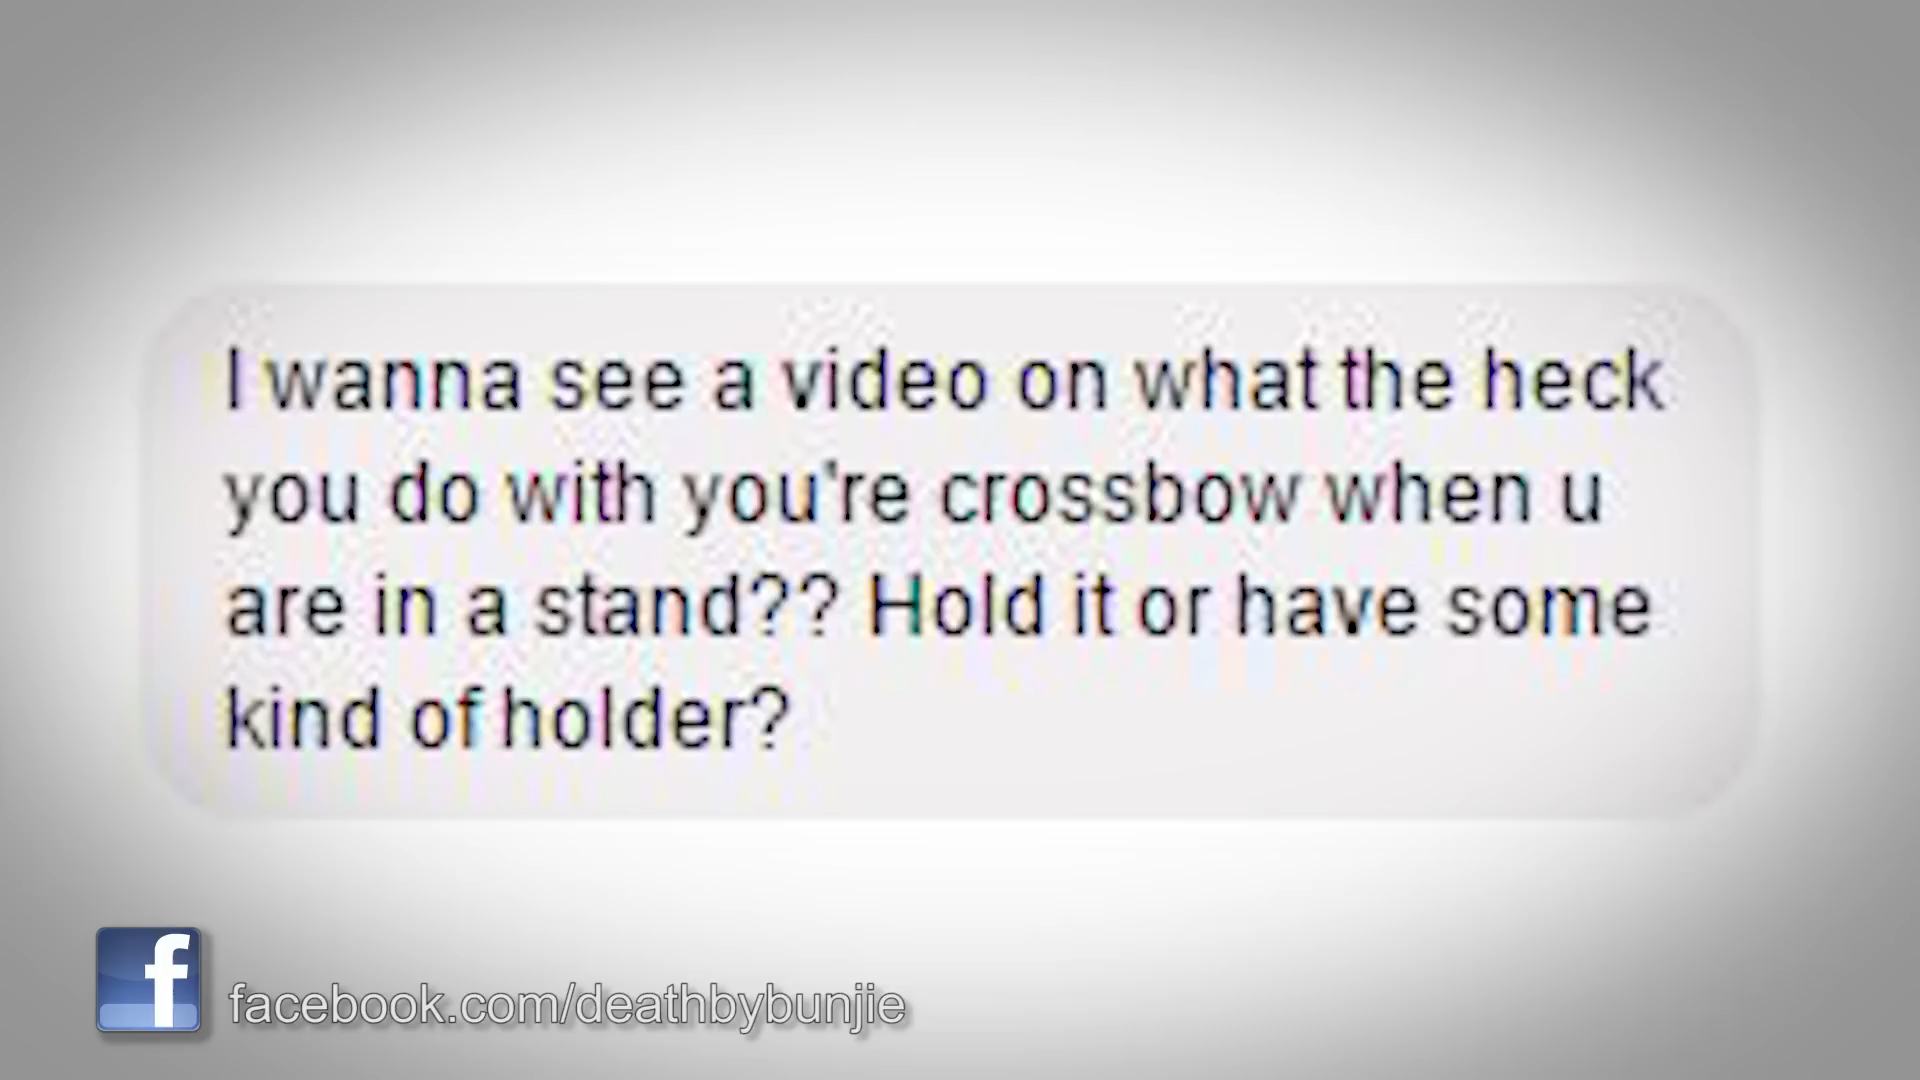 I wanna see a video on what the heck
you do with you're crossbow when u
are in a stand?? Hold it or have some
kind of holder?
f
facebook.com/deathbybunjie